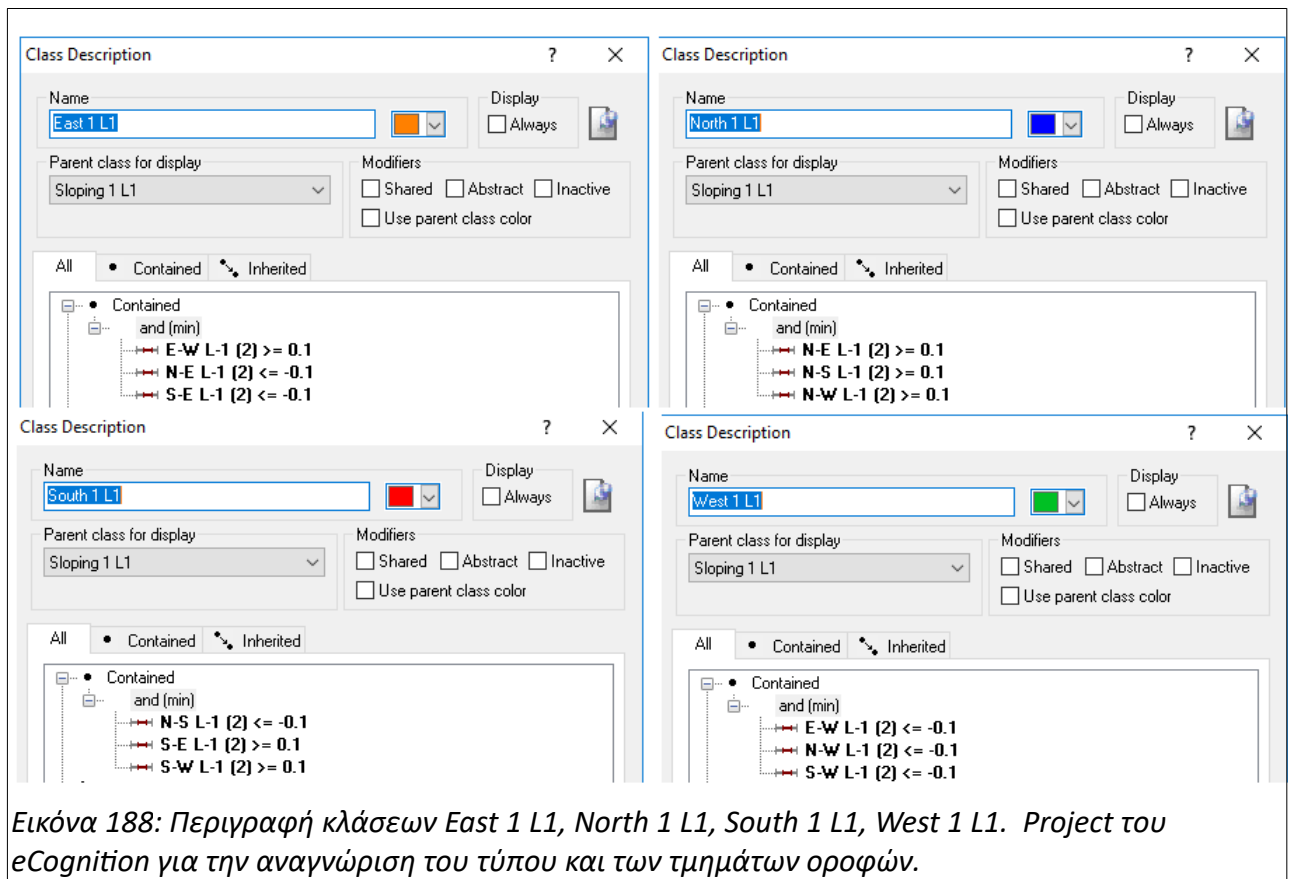 Class Description ? ×
Name
East 1 L1
Display
Always
Parent class for display
Sloping 1 L1
Modifiers
Shared Abstract Inactive
Use parent class color
All • Contained Inherited
• Contained
and (min)
E-W L-1 (2) >= 0.1
N-E L-1 (2) <= -0.1
S-E L-1 (2) <= -0.1
Class Description ? ×
Name
North 1 L1
Display
Always
Parent class for display
Sloping 1 L1
Modifiers
Shared Abstract Inactive
Use parent class color
All • Contained Inherited
• Contained
and (min)
N-E L-1 (2) >= 0.1
N-S L-1 (2) >= 0.1
N-W L-1 (2) >= 0.1
Class Description ? ×
Name
South 1 L1
Display
Always
Parent class for display
Sloping 1 L1
Modifiers
Shared Abstract Inactive
Use parent class color
All • Contained Inherited
• Contained
and (min)
N-S L-1 (2) <= -0.1
S-E L-1 (2) >= 0.1
S-W L-1 (2) >= 0.1
Class Description ? ×
Name
West 1 L1
Display
Always
Parent class for display
Sloping 1 L1
Modifiers
Shared Abstract Inactive
Use parent class color
All • Contained Inherited
• Contained
and (min)
E-W L-1 (2) <= -0.1
N-W L-1 (2) <= -0.1
S-W L-1 (2) <= -0.1
Εικόνα 188: Περιγραφή κλάσεων East 1 L1, North 1 L1, South 1 L1, West 1 L1. Project του
eCognition για την αναγνώριση του τύπου και των τμημάτων οροφών.